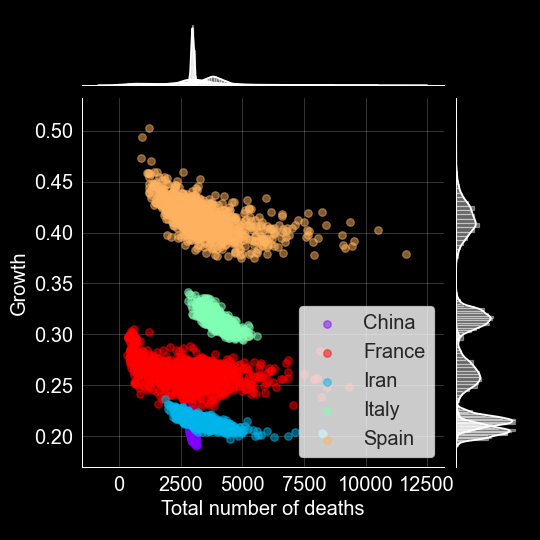 0.50
0.45
0.40
0.35
0.30
0.25
0.20
Growth
China
France
Iran
Italy
Spain
0 2500 5000 7500 10000 12500
Total number of deaths